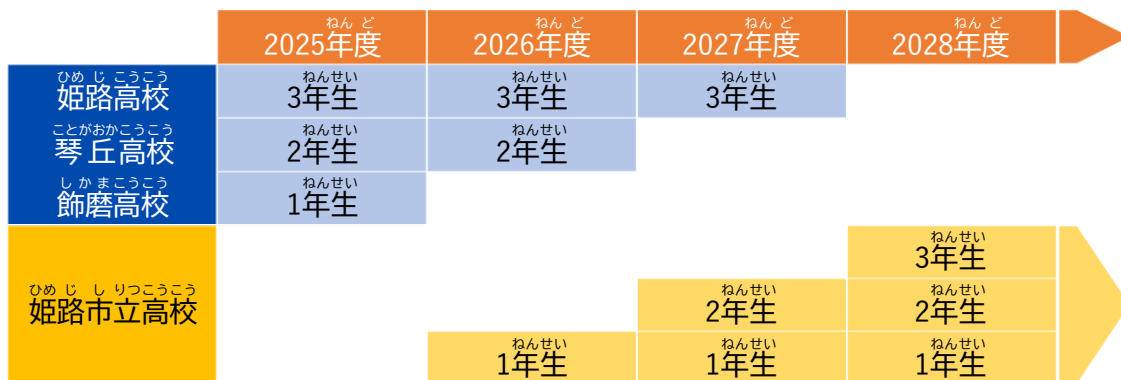 ねんど ねんど ねんど ねんど
2025年度 2026年度 2027年度 2028年度
ひめじこうこう ねんせい ねんせい ねんせい
姫路高校 3年生 3年生 3年生
ことがおかこうこう ねんせい ねんせい
琴丘高校 2年生 2年生
しかまこうこう ねんせい
飾磨高校 1年生
ねんせい
3年生
ひめじしりつこうこう ねんせい ねんせい
姫路市立高校 2年生 2年生
ねんせい ねんせい ねんせい
1年生 1年生 1年生